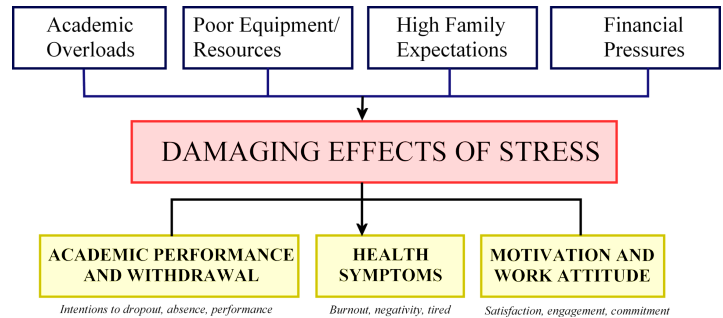 Academic
Overloads
Poor Equipment/
Resources
High Family
Expectations
Financial
Pressures
DAMAGING EFFECTS OF STRESS
ACADEMIC PERFORMANCE
AND WITHDRAWAL
HEALTH
SYMPTOMS
MOTIVATION AND
WORK ATTITUDE
Intentions to dropout, absence, performance
Burnout, negativity, tired
Satisfaction, engagement, commitment